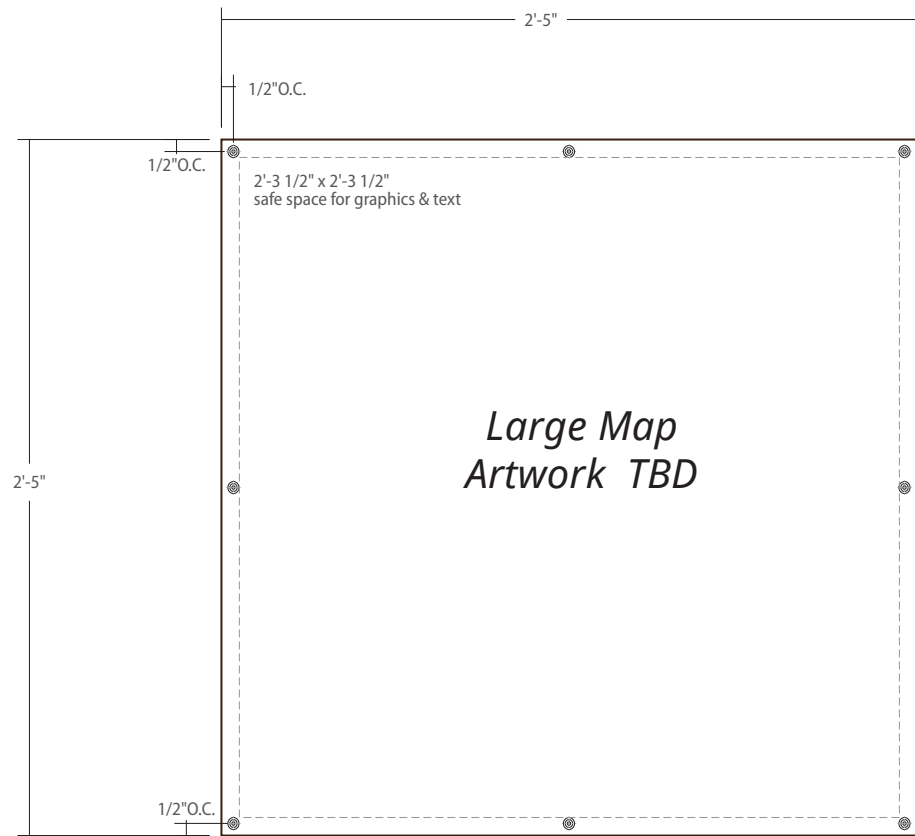 2'-5"
1/2"O.C.
1/2"O.C.
2'-3 1/2" x 2'-3 1/2"
safe space for graphics & text
Large Map
Artwork TBD
2'-5"
1/2"O.C.